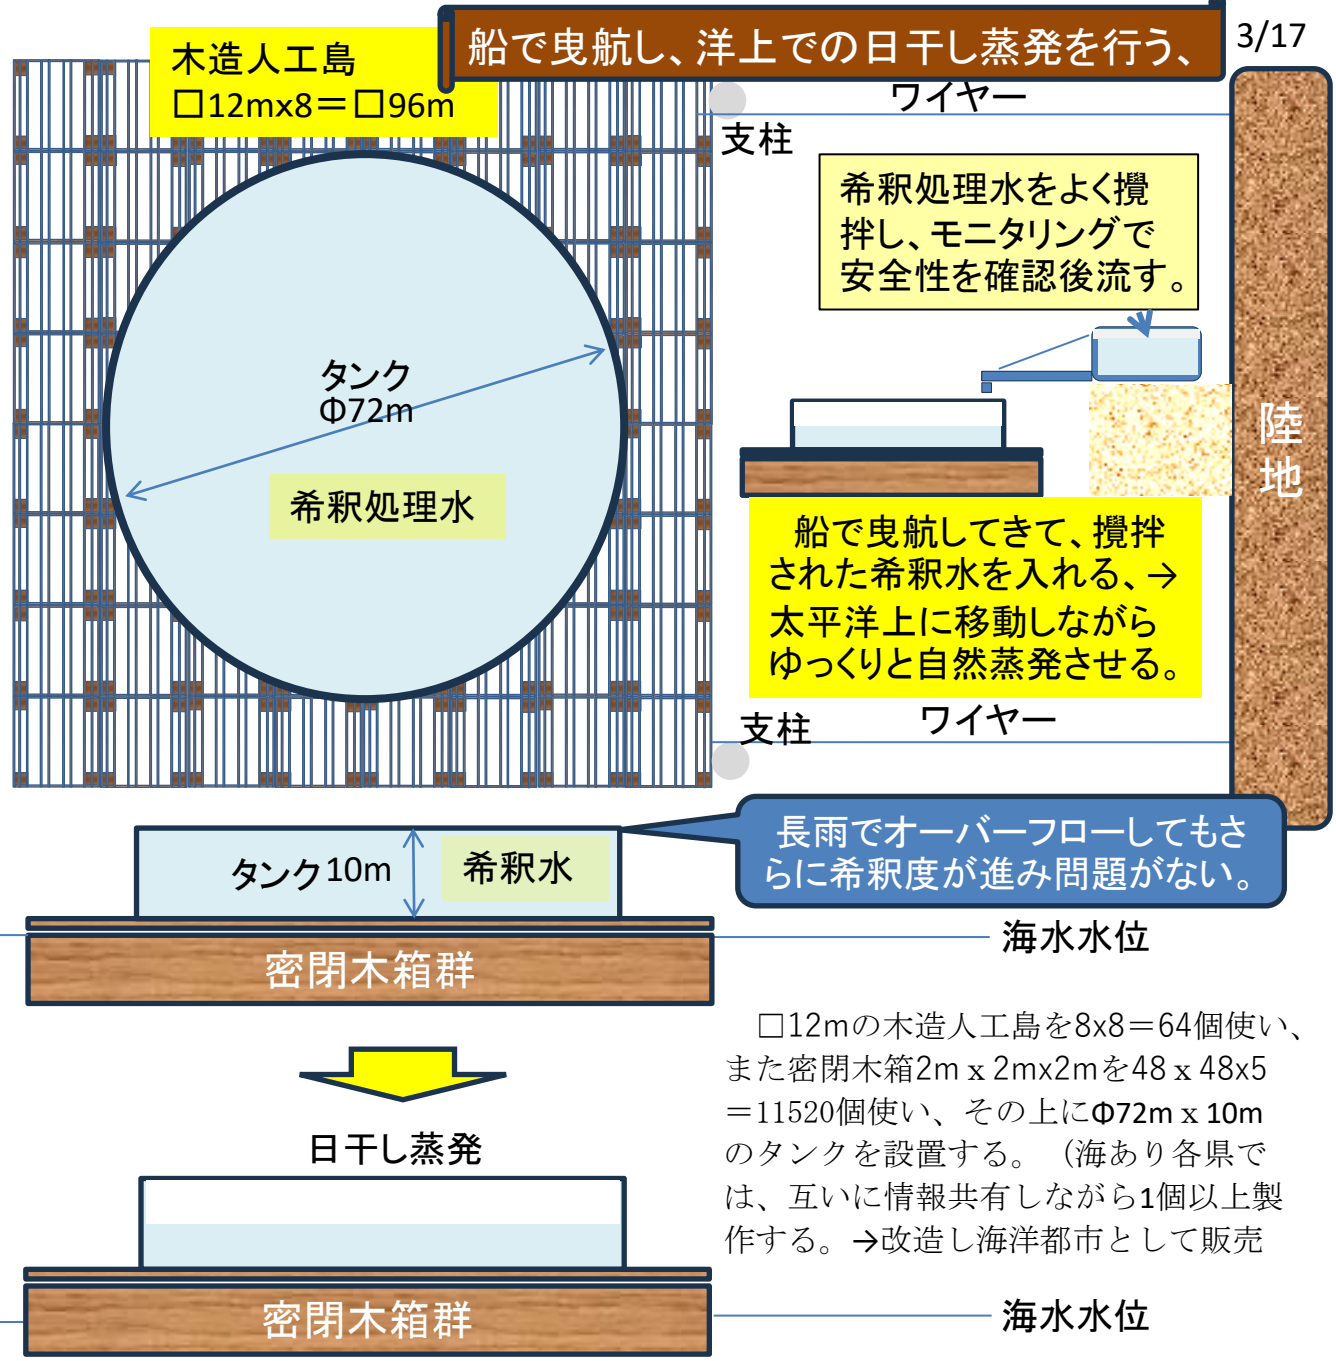 船で曳航し、洋上での日干し蒸発を行う、
3/17
木造人工島
□12mx8＝□96m
ワイヤー
支柱
希釈処理水をよく攪
拌し、モニタリングで
安全性を確認後流す。
タンク
Φ72m
希釈処理水
陸地
船で曳航してきて、攪拌
された希釈水を入れる、→
太平洋上に移動しながら
ゆっくりと自然蒸発させる。
支柱
ワイヤー
長雨でオーバーフローしてもさ
らに希釈度が進み問題がない。
タンク10m
希釈水
海水水位
密閉木箱群
□12mの木造人工島を8x8＝64個使い、
また密閉木箱2m x 2mx2mを48 x 48x5
＝11520個使い、その上にΦ72m x 10m
のタンクを設置する。（海あり各県で
は、互いに情報共有しながら1個以上製
作する。→改造し海洋都市として販売
日干し蒸発
密閉木箱群
海水水位